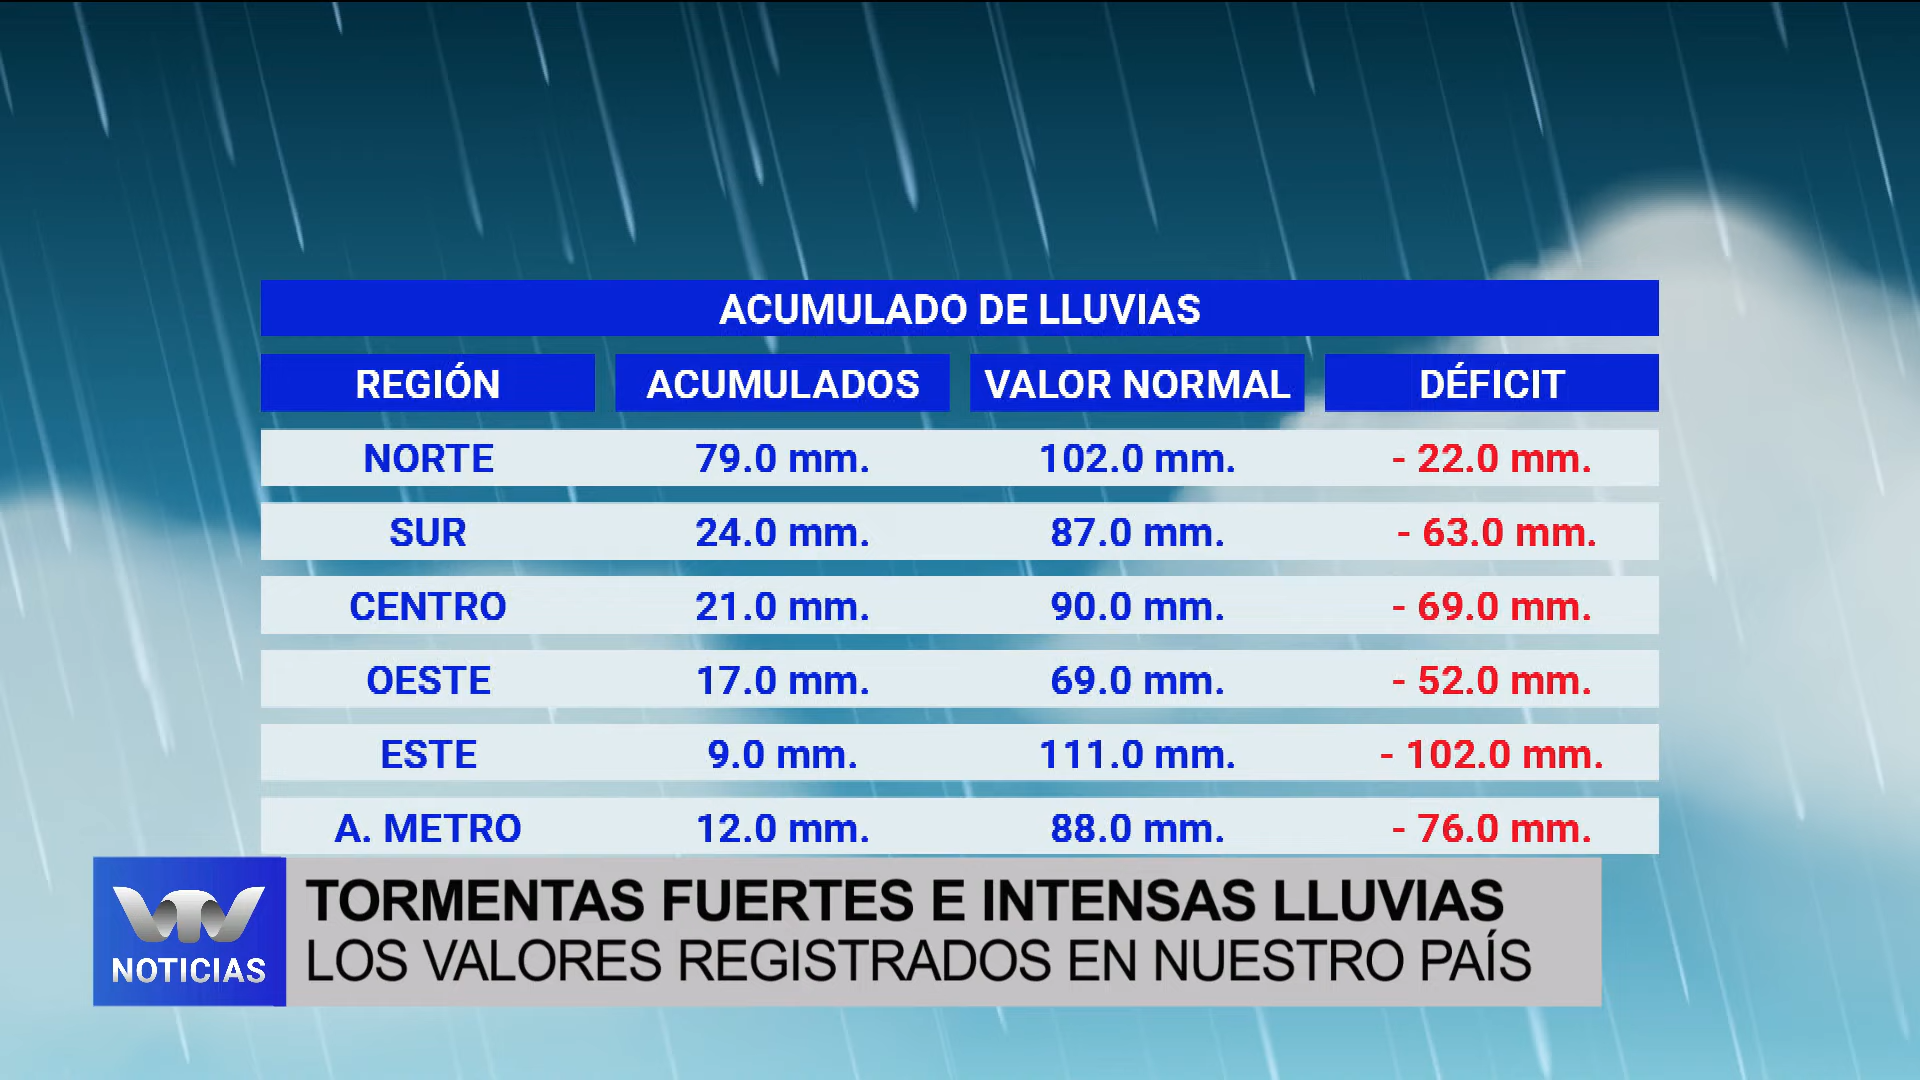 ACUMULADO DE LLUVIAS
REGIÓN ACUMULADOS VALOR NORMAL DÉFICIT
NORTE 79.0 mm. 102.0 mm. - 22.0 mm.
SUR 24.0 mm. 87.0 mm. - 63.0 mm.
CENTRO 21.0 mm. 90.0 mm. - 69.0 mm.
OESTE 17.0 mm. 69.0 mm. - 52.0 mm.
ESTE 9.0 mm. 111.0 mm. - 102.0 mm.
A. METRO 12.0 mm. 88.0 mm. - 76.0 mm.
VTV
NOTICIAS
TORMENTAS FUERTES E INTENSAS LLUVIAS
LOS VALORES REGISTRADOS EN NUESTRO PAÍS